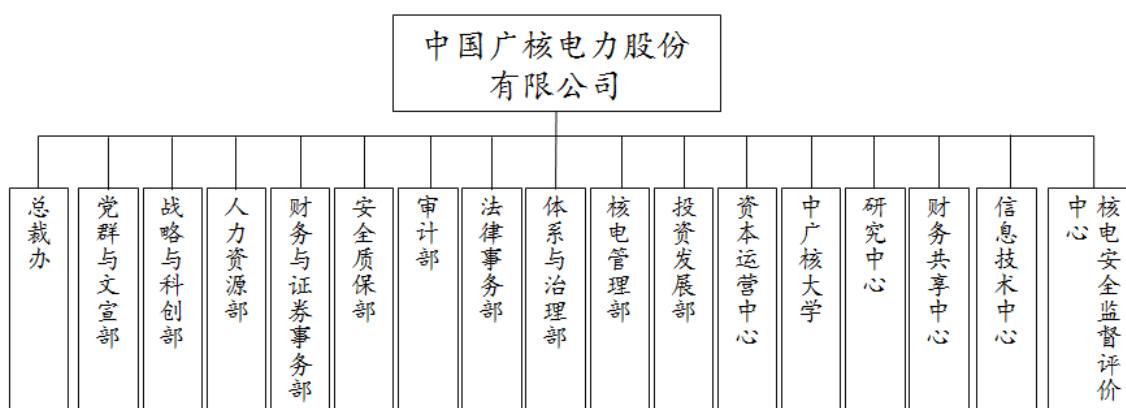 中国广核电力股份
有限公司
总裁办
党群与文宣部
战略与科创部
人力资源部
财务与证券事务部
安全质保部
审计部
法律事务部
体系与治理部
核电管理部
投资发展部
资本运营中心
中广核大学
研究中心
财务共享中心
信息技术中心
核电安全监督评价
中心